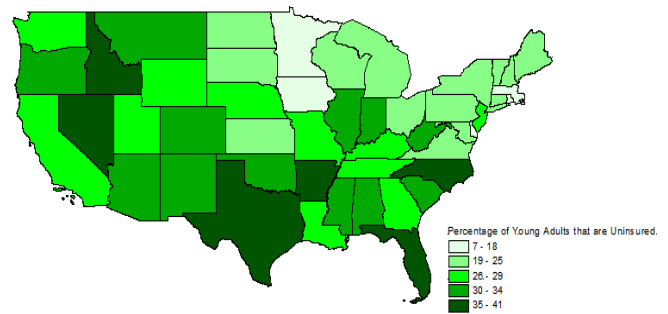 Percentage of Young Adults that are Uninsured.
7 - 18
19 - 25
26 - 29
30 - 34
35 - 41